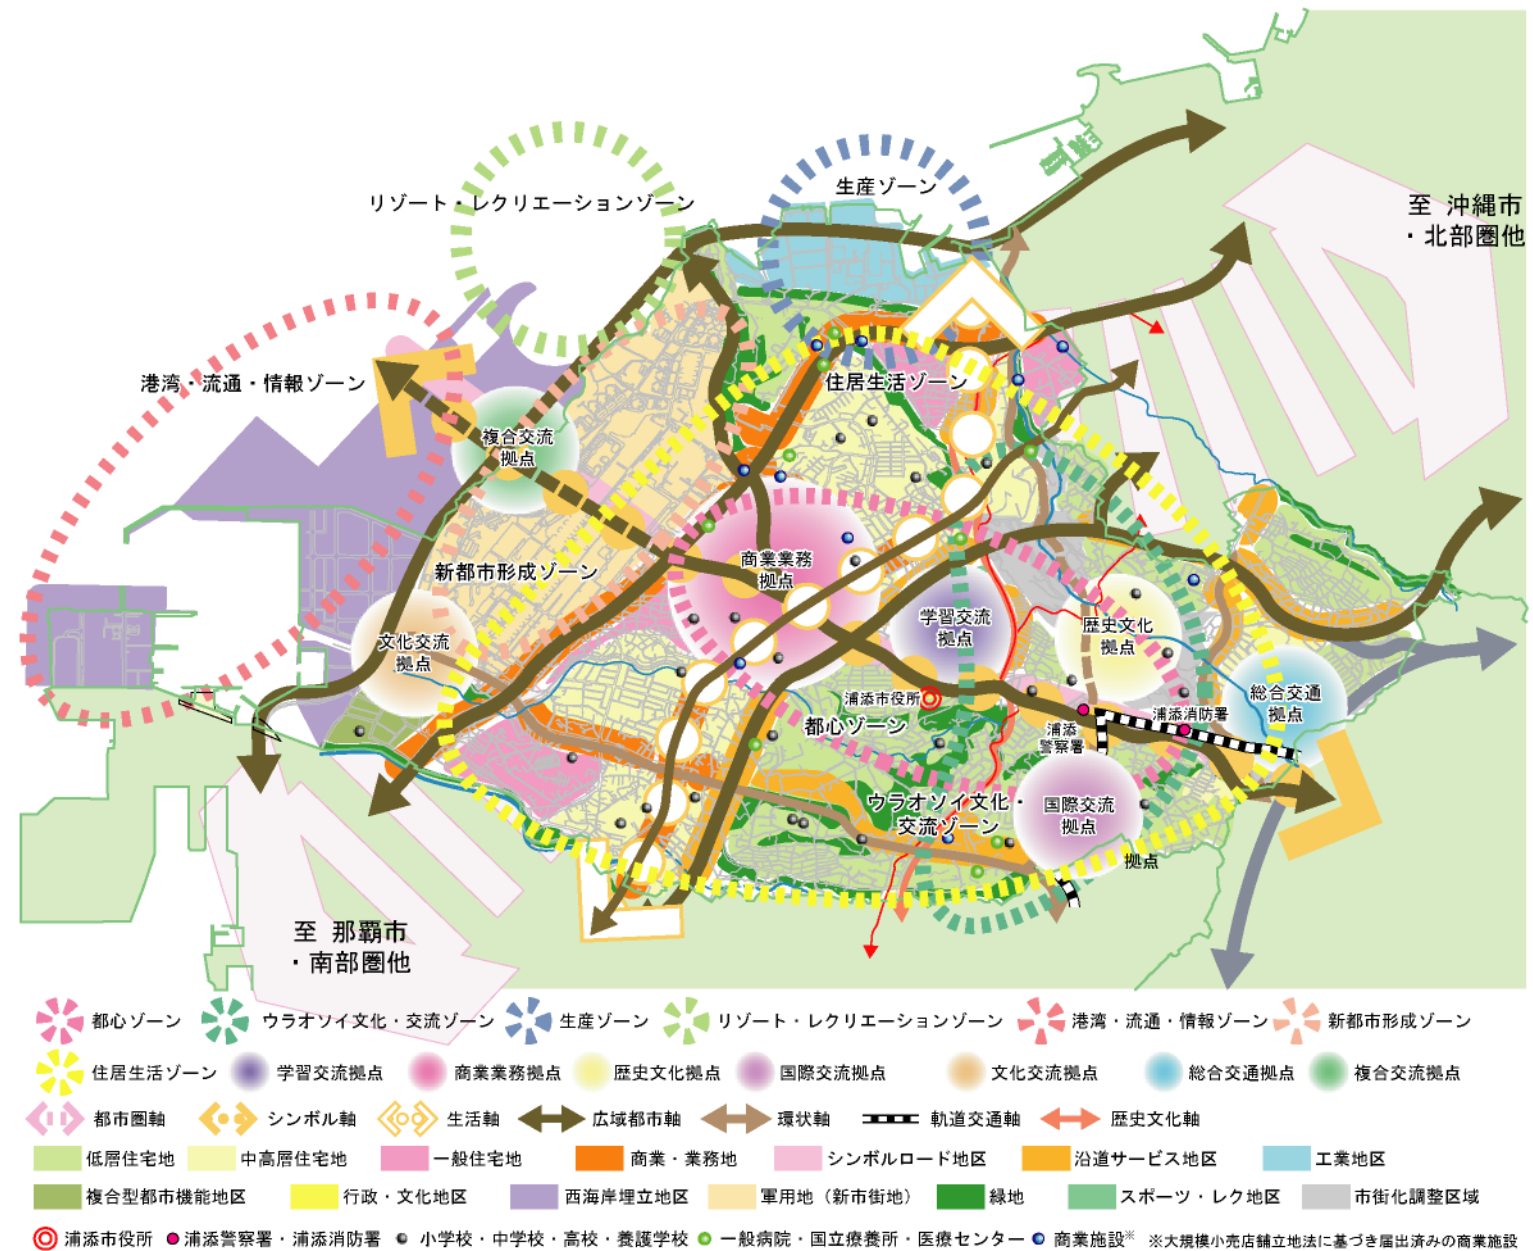 生産ゾーン
リゾート・レクリエーションゾーン
至 沖縄市
・北部圏他
港湾・流通・情報ゾーン
住居生活ゾーン
複合交流
拠点
商業業務
拠点
新都市形成ゾーン
学習交流
拠点
歴史文化
拠点
文化交流
拠点
総合交通
拠点
浦添市役所
都心ゾーン
浦添
警察署
浦添消防署
ウラオソイ文化・
交流ゾーン
国際交流
拠点
拠点
至 那覇市
・南部圏他
都心ゾーン ウラオソイ文化・交流ゾーン 生産ゾーン リゾート・レクリエーションゾーン 港湾・流通・情報ゾーン 新都市形成ゾーン
住居生活ゾーン 学習交流拠点 商業業務拠点 歴史文化拠点 国際交流拠点 文化交流拠点 総合交通拠点 複合交流拠点
都市圏軸 シンボル軸 生活軸 広域都市軸 環状軸 軌道交通軸 歴史文化軸
低層住宅地 中高層住宅地 一般住宅地 商業・業務地 シンボルロード地区 沿道サービス地区 工業地区
複合型都市機能地区 行政・文化地区 西海岸埋立地区 軍用地（新市街地） 緑地 スポーツ・レク地区 市街化調整区域
浦添市役所 浦添警察署・浦添消防署 小学校・中学校・高校・養護学校 一般病院・国立療養所・医療センター 商業施設※ ※大規模小売店舗立地法に基づき届出済みの商業施設